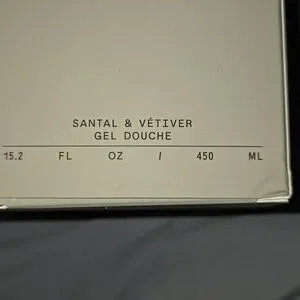 SANTAL & VÉTIVER
GEL DOUCHE
15.2 FL OZ / 450 ML